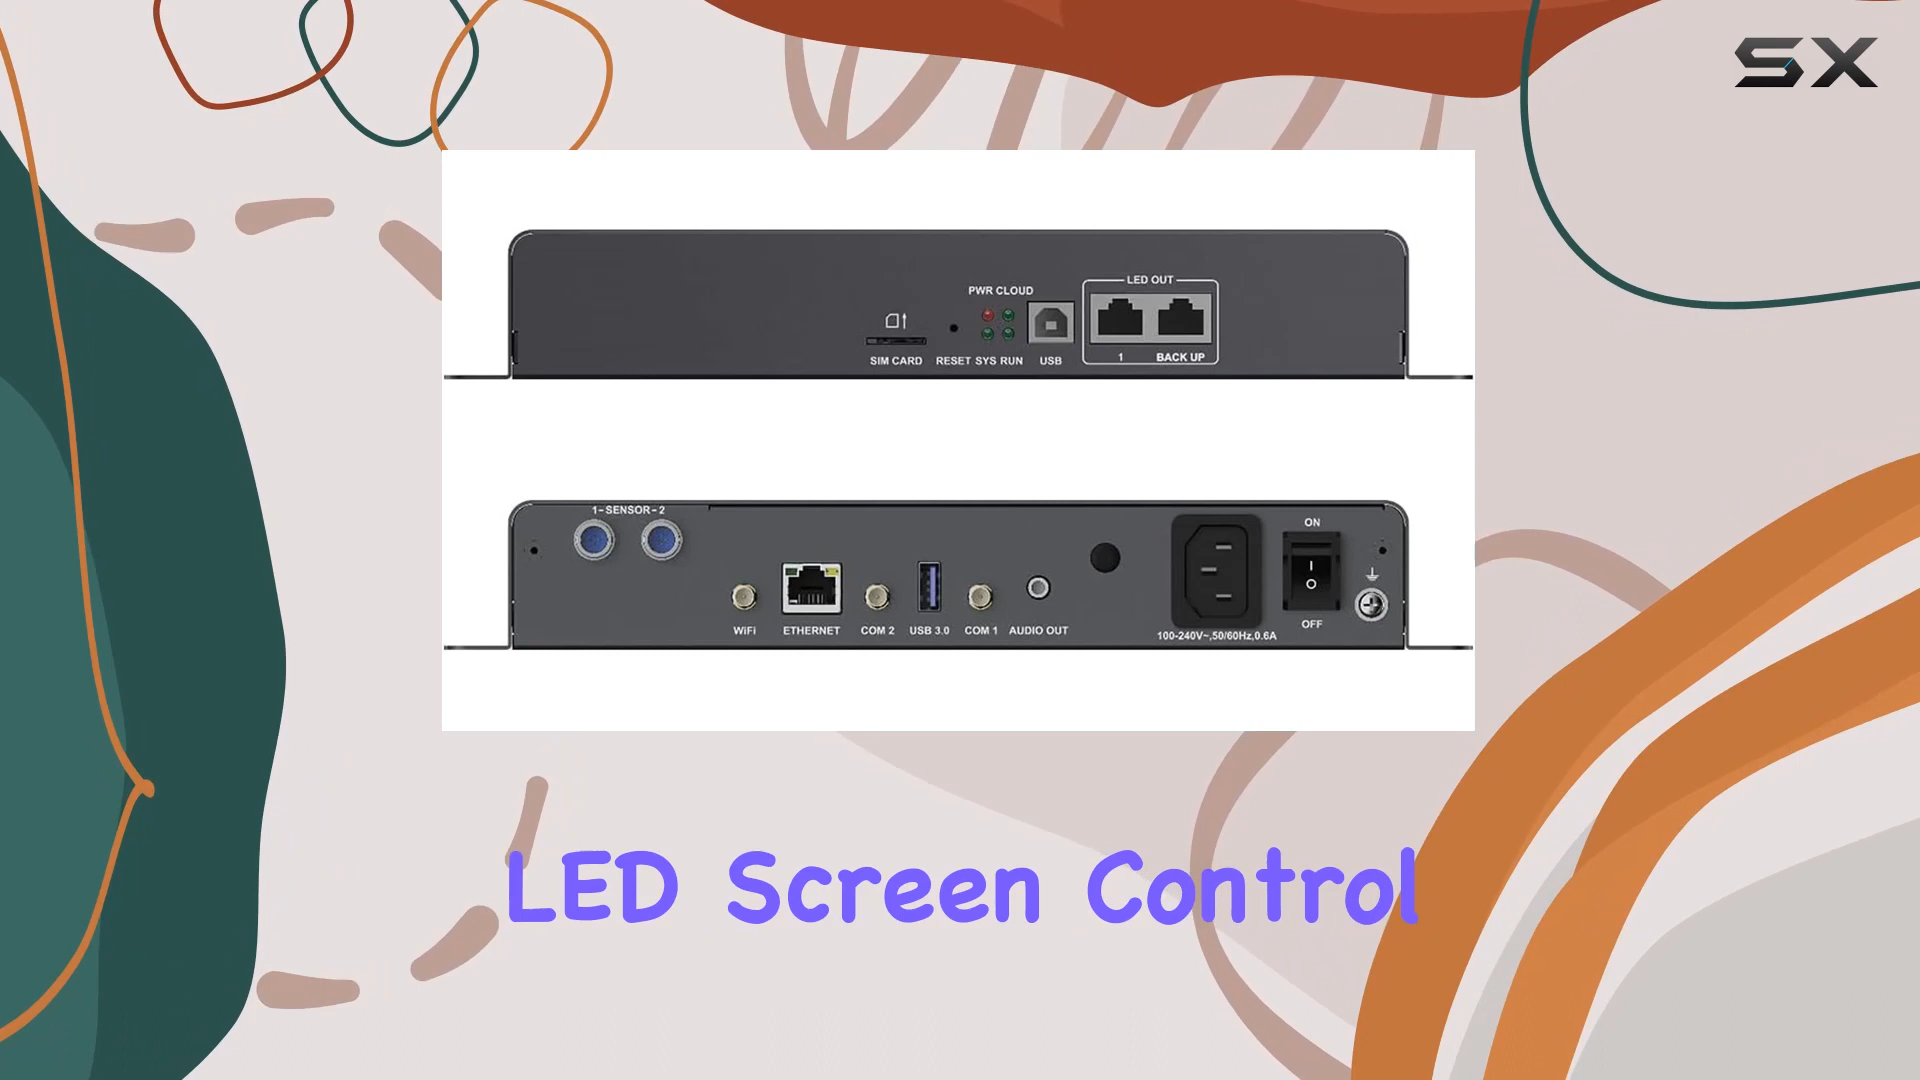 SX
LED OUT
PWR CLOUD
SIM CARD RESET SYS RUN USB 1 BACK UP
1-SENSOR-2
ON
WiFi ETHERNET COM 2 USB 3.0 COM 1 AUDIO OUT OFF
100-240V~,50/60Hz,0.6A
LED Screen Control